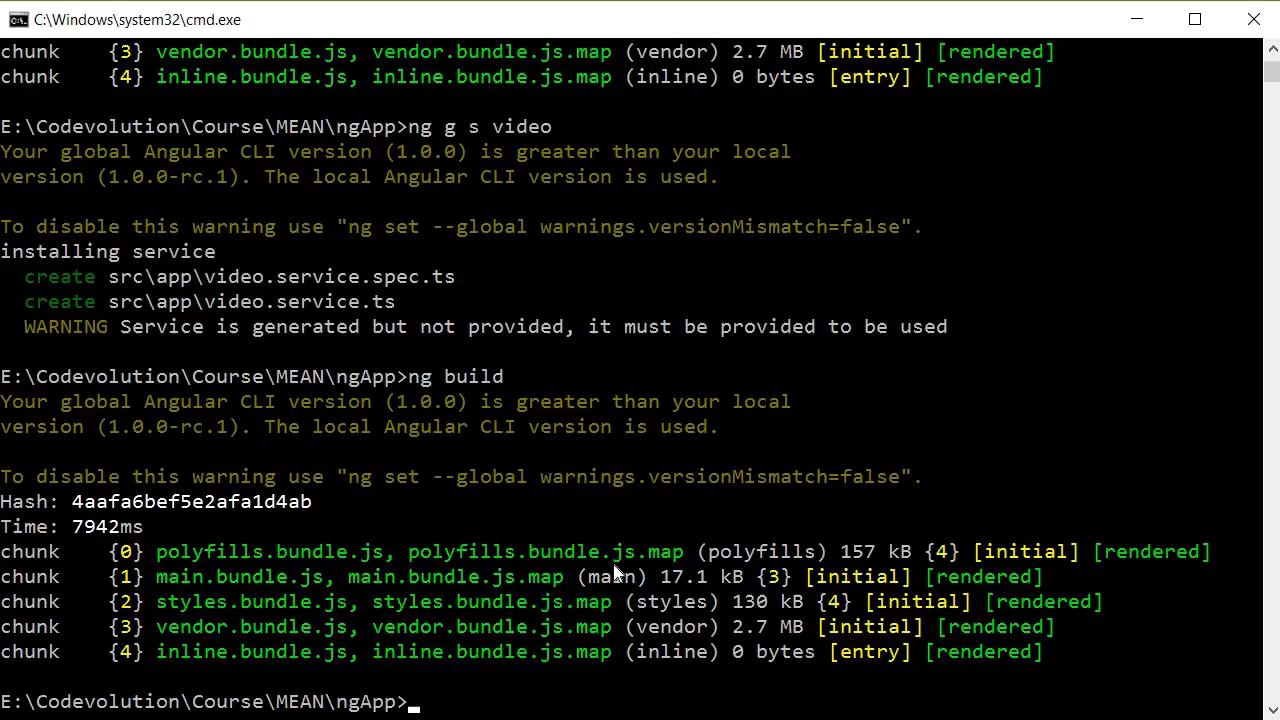 C:\Windows\system32\cmd.exe
chunk    {3} vendor.bundle.js, vendor.bundle.js.map (vendor) 2.7 MB [initial] [rendered]
chunk    {4} inline.bundle.js, inline.bundle.js.map (inline) 0 bytes [entry] [rendered]
E:\Codevolution\Course\MEAN\ngApp>ng g s video
Your global Angular CLI version (1.0.0) is greater than your local
version (1.0.0-rc.1). The local Angular CLI version is used.
To disable this warning use "ng set --global warnings.versionMismatch=false".
installing service
  create src\app\video.service.spec.ts
  create src\app\video.service.ts
  WARNING Service is generated but not provided, it must be provided to be used
E:\Codevolution\Course\MEAN\ngApp>ng build
Your global Angular CLI version (1.0.0) is greater than your local
version (1.0.0-rc.1). The local Angular CLI version is used.
To disable this warning use "ng set --global warnings.versionMismatch=false".
Hash: 4aafa6bef5e2afa1d4ab
Time: 7942ms
chunk    {0} polyfills.bundle.js, polyfills.bundle.js.map (polyfills) 157 kB {4} [initial] [rendered]
chunk    {1} main.bundle.js, main.bundle.js.map (main) 17.1 kB {3} [initial] [rendered]
chunk    {2} styles.bundle.js, styles.bundle.js.map (styles) 130 kB {4} [initial] [rendered]
chunk    {3} vendor.bundle.js, vendor.bundle.js.map (vendor) 2.7 MB [initial] [rendered]
chunk    {4} inline.bundle.js, inline.bundle.js.map (inline) 0 bytes [entry] [rendered]
E:\Codevolution\Course\MEAN\ngApp>